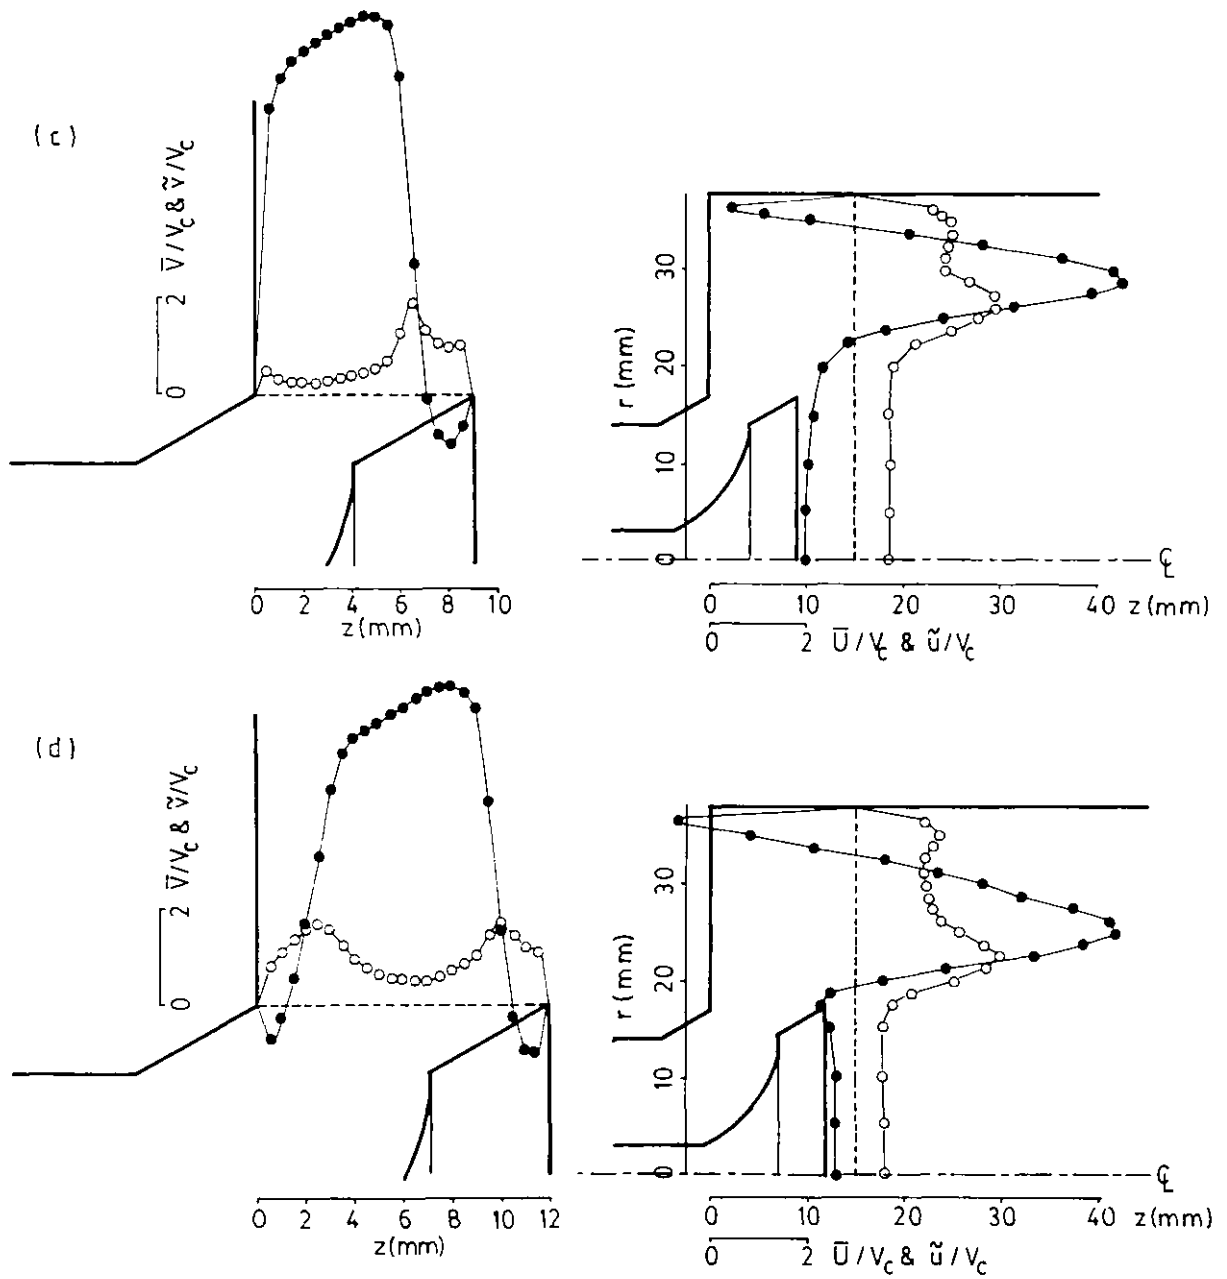 (c)
0 2 V̅/V_C & ṽ/V_C
0 2 4 6 8 10
z(mm)
0 10 20 30
r(mm)
℄
0 10 20 30 40 z(mm)
0 2 U̅/V_C & ũ/V_C
(d)
0 2 V̅/V_C & ṽ/V_C
0 2 4 6 8 10 12
z(mm)
0 10 20 30
r(mm)
℄
0 10 20 30 40 z(mm)
0 2 U̅/V_C & ũ/V_C